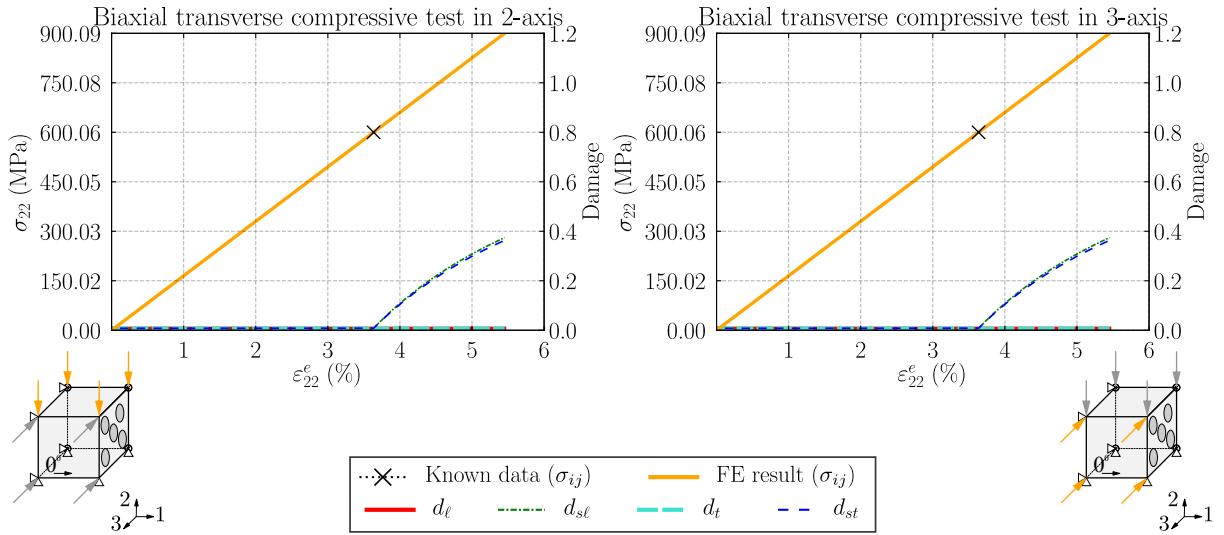 Biaxial transverse compressive test in 2-axis
900.09
750.08
600.06
450.05
300.03
150.02
0.00
σ22 (MPa)
1 2 3 4 5 6
ε^e_22 (%)
1.2
1.0
0.8
0.6
0.4
0.2
0.0
Damage
Biaxial transverse compressive test in 3-axis
900.09
750.08
600.06
450.05
300.03
150.02
0.00
σ22 (MPa)
1 2 3 4 5 6
ε^e_22 (%)
1.2
1.0
0.8
0.6
0.4
0.2
0.0
Damage
0°
2
3 1
0°
2
3 1
Known data (σij) FE result (σij)
dℓ dsℓ dt dst